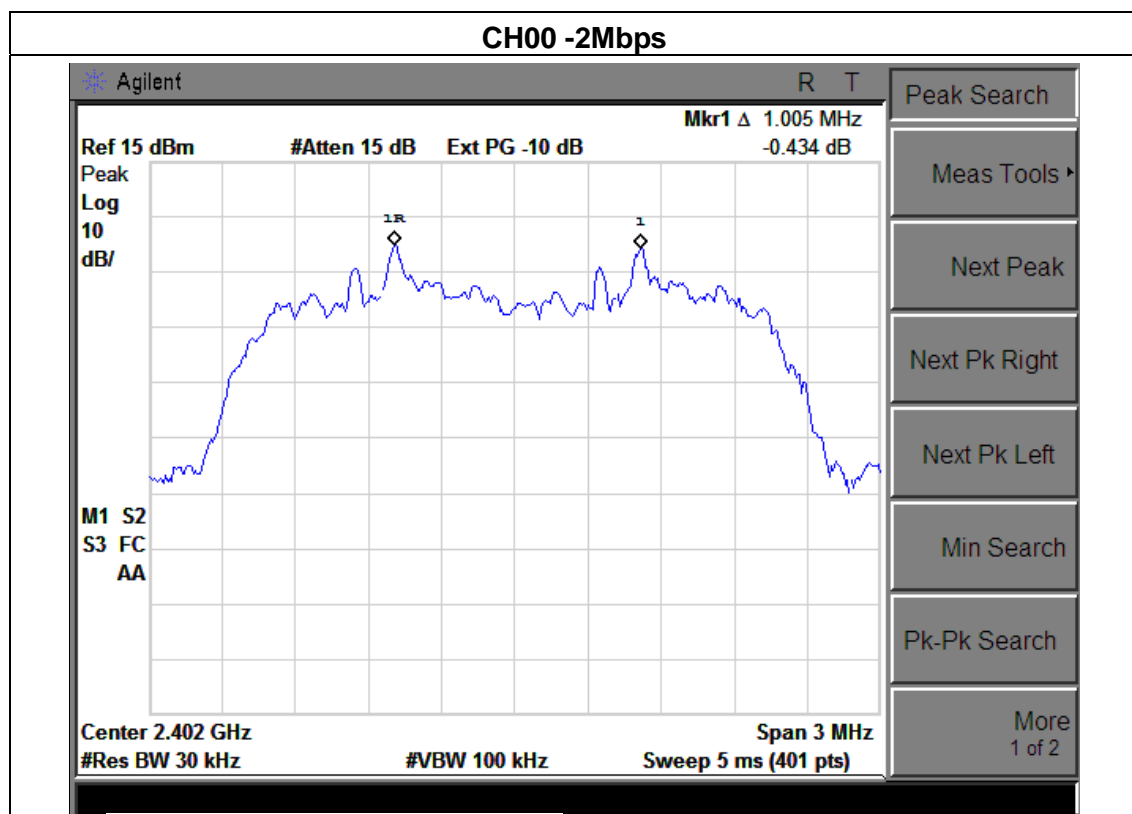 CH00 -2Mbps
Agilent R T
Peak Search
Mkr1 Δ 1.005 MHz
Ref 15 dBm #Atten 15 dB Ext PG -10 dB -0.434 dB
Peak
Log
10
dB/
1R
1
M1 S2
S3 FC
AA
Center 2.402 GHz Span 3 MHz
#Res BW 30 kHz #VBW 100 kHz Sweep 5 ms (401 pts)
Meas Tools
Next Peak
Next Pk Right
Next Pk Left
Min Search
Pk-Pk Search
More
1 of 2